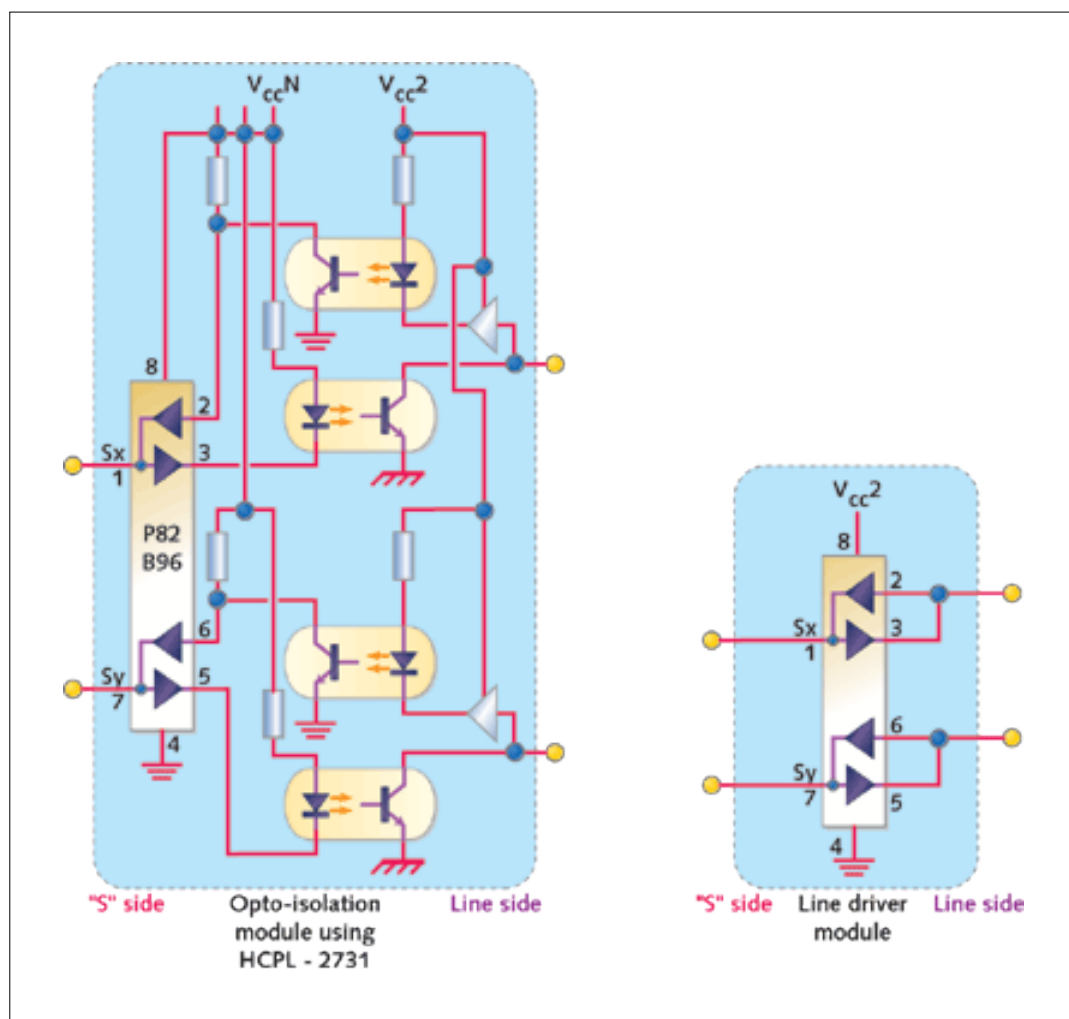 VccN
Vcc2
8
2
Sx
3
1
P82
B96
6
Sy
5
7
4
"S" side
Opto-isolation
module using
HCPL - 2731
Line side
Vcc2
8
2
Sx
3
1
6
Sy
7
5
4
"S" side
Line driver
module
Line side